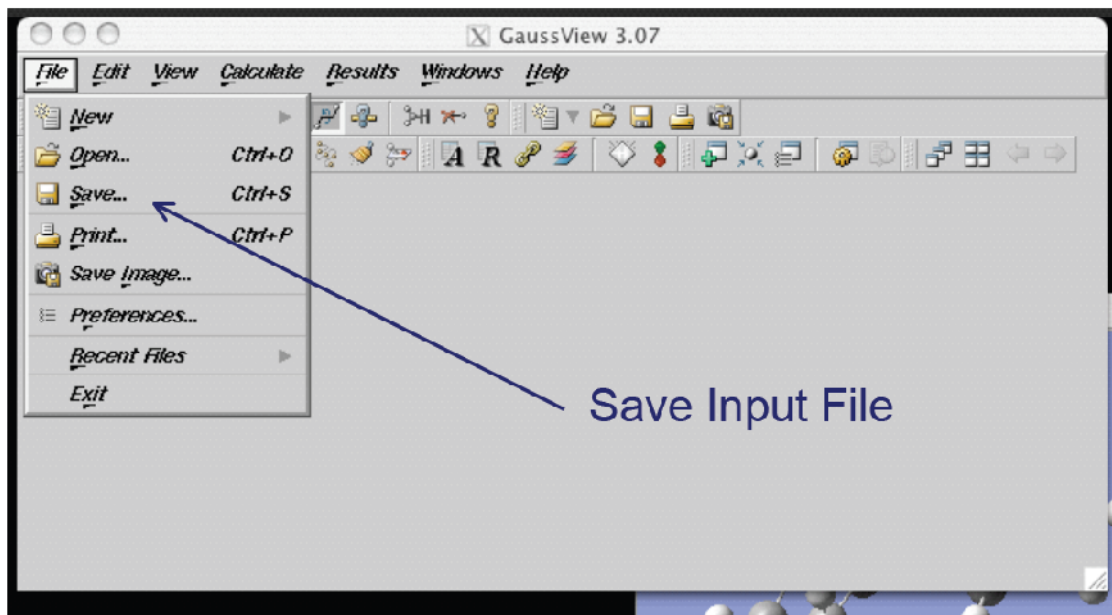 GaussView 3.07
File Edit View Calculate Results Windows Help
New
Open... Ctrl+O
Save... Ctrl+S
Print... Ctrl+P
Save Image...
Preferences...
Recent Files
Exit
A R
Save Input File